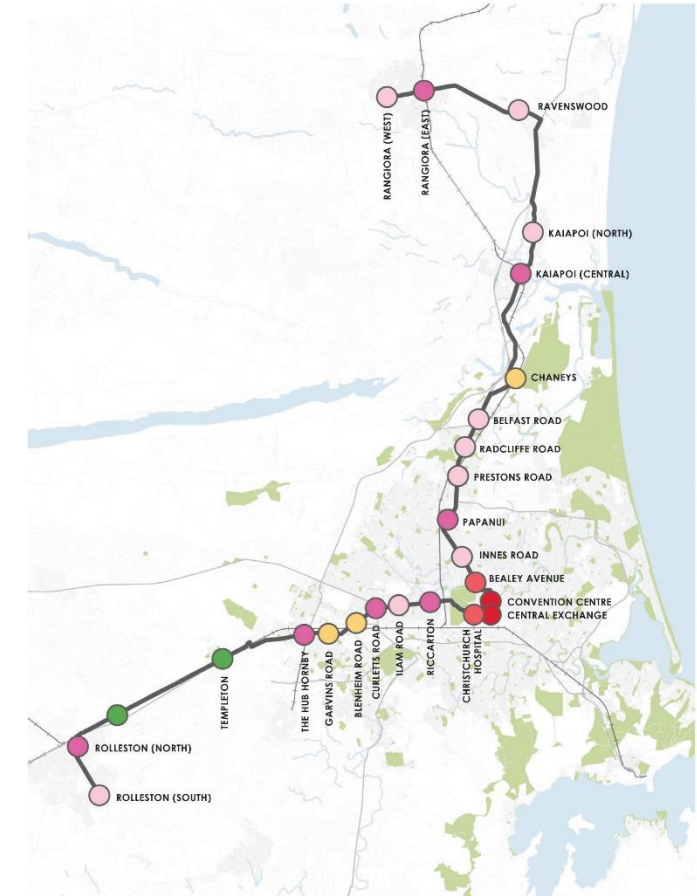 RANGIORA (WEST)
RANGIORA (EAST)
RAVENSWOOD
KAIAPOI (NORTH)
KAIAPOI (CENTRAL)
CHANEYS
BELFAST ROAD
RADCLIFFE ROAD
PRESTONS ROAD
PAPANUI
INNES ROAD
BEALEY AVENUE
CONVENTION CENTRE
CENTRAL EXCHANGE
CHRISTCHURCH
HOSPITAL
RICCARTON
ILAM ROAD
CURLETTS ROAD
BLENHEIM ROAD
GARVINS ROAD
THE HUB HORNBY
TEMPLETON
ROLLESTON (NORTH)
ROLLESTON (SOUTH)